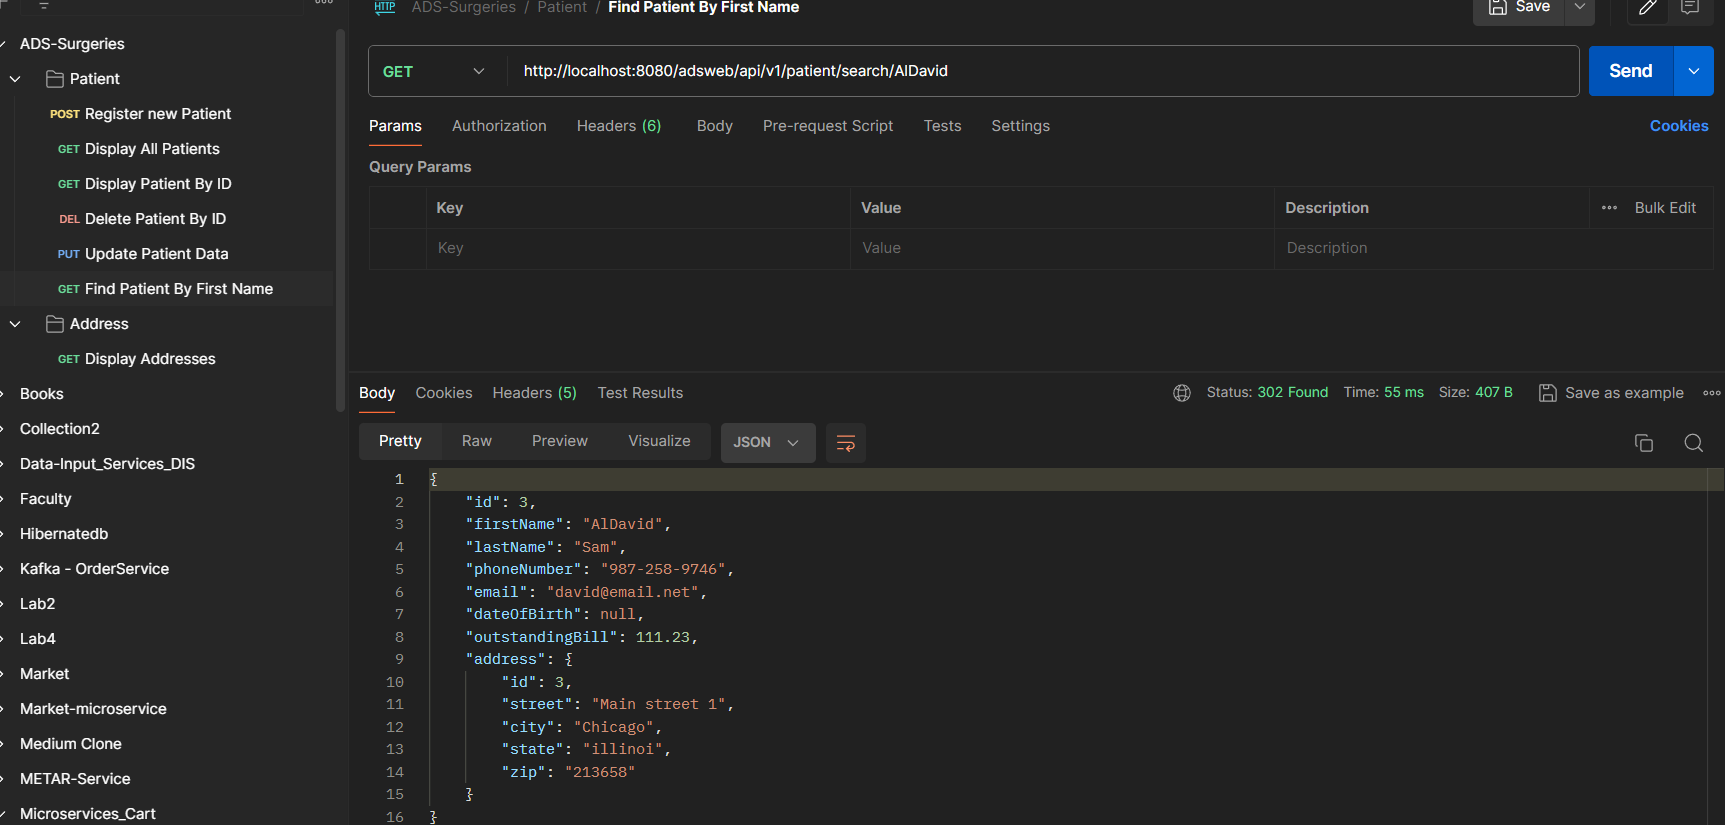 HTTP ADS-Surgeries / Patient / Find Patient By First Name
Save
ADS-Surgeries
Patient
POST Register new Patient
GET Display All Patients
GET Display Patient By ID
DEL Delete Patient By ID
PUT Update Patient Data
GET Find Patient By First Name
Address
GET Display Addresses
Books
Collection2
Data-Input_Services_DIS
Faculty
Hibernatedb
Kafka - OrderService
Lab2
Lab4
Market
Market-microservice
Medium Clone
METAR-Service
Microservices_Cart
GET http://localhost:8080/adsweb/api/v1/patient/search/AlDavid Send
Params Authorization Headers (6) Body Pre-request Script Tests Settings Cookies
Query Params
Key Value Description Bulk Edit
Key Value Description
Body Cookies Headers (5) Test Results Status: 302 Found Time: 55 ms Size: 407 B Save as example
Pretty Raw Preview Visualize JSON
1 {
2 "id": 3,
3 "firstName": "AlDavid",
4 "lastName": "Sam",
5 "phoneNumber": "987-258-9746",
6 "email": "david@email.net",
7 "dateOfBirth": null,
8 "outstandingBill": 111.23,
9 "address": {
10 "id": 3,
11 "street": "Main street 1",
12 "city": "Chicago",
13 "state": "illinoi",
14 "zip": "213658"
15 }
16 }